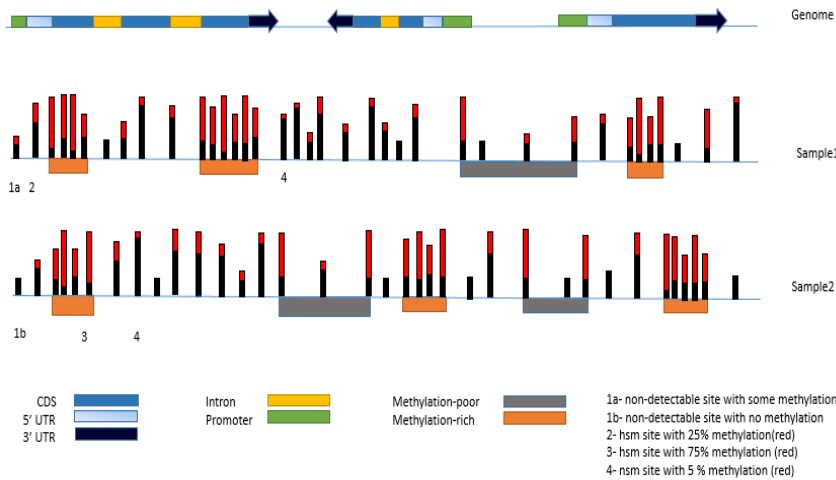 Genome
Sample1
1a 2 4
Sample2
1b 3 4
CDS
5' UTR
3' UTR
Intron
Promoter
Methylation-poor
Methylation-rich
1a- non-detectable site with some methylation
1b- non-detectable site with no methylation
2- hsm site with 25% methylation(red)
3- hsm site with 75% methylation (red)
4- nsm site with 5 % methylation (red)